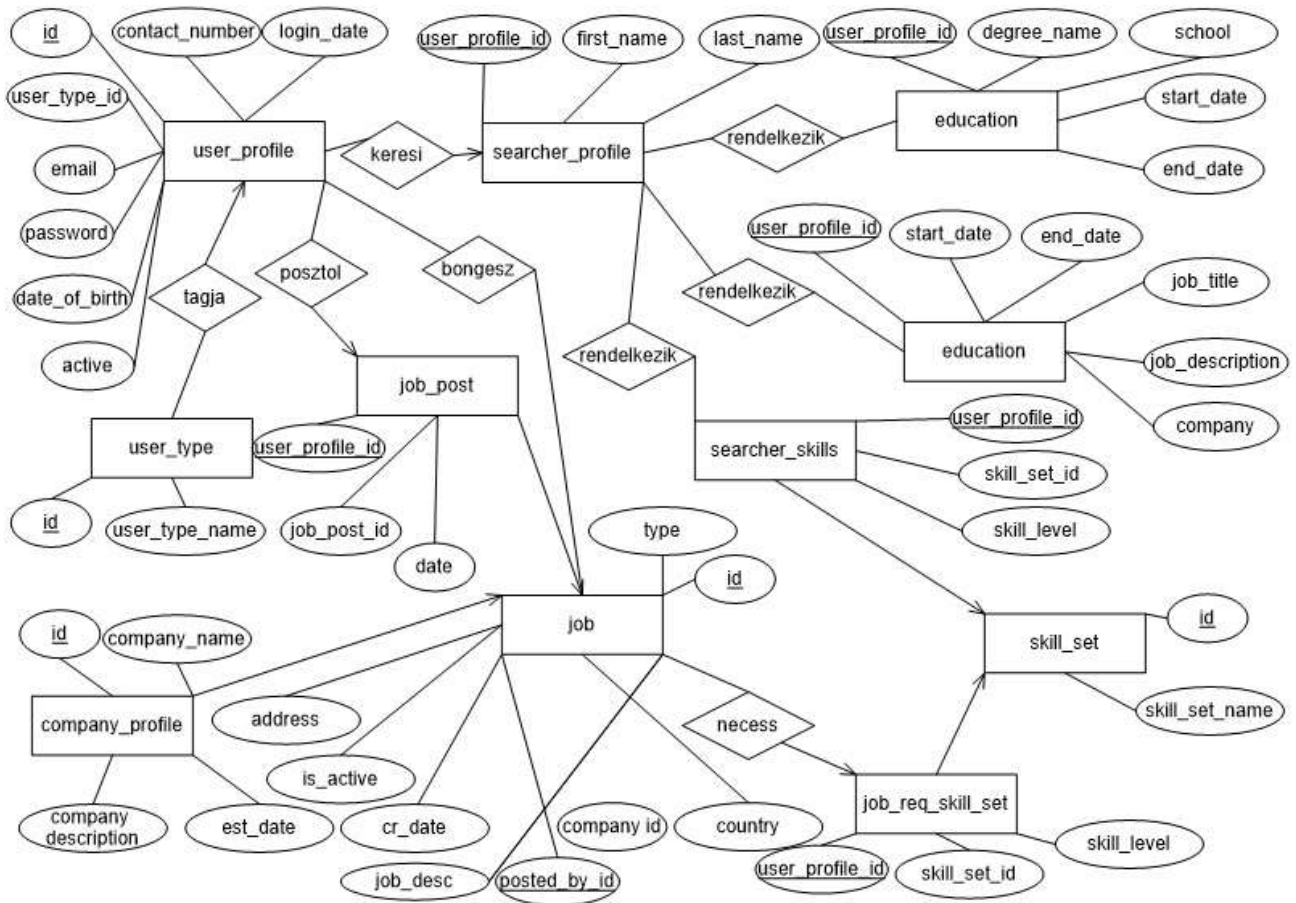 id
contact_number
login_date
user_profile_id
first_name
last_name
user_profile_id
degree_name
school
user_type_id
start_date
user_profile
keresi
searcher_profile
rendelkezik
education
email
end_date
password
user_profile_id
start_date
end_date
posztol
bongesz
job_title
date_of_birth
tagja
rendelkezik
education
job_description
active
rendelkezik
job_post
user_profile_id
company
user_type
user_profile_id
searcher_skills
skill_set_id
id
user_type_name
job_post_id
skill_level
type
date
id
id
company_name
job
skill_set
id
company_profile
address
necess
skill_set_name
is_active
job_req_skill_set
company
description
est_date
cr_date
company id
country
skill_level
job_desc
posted_by_id
user_profile_id
skill_set_id